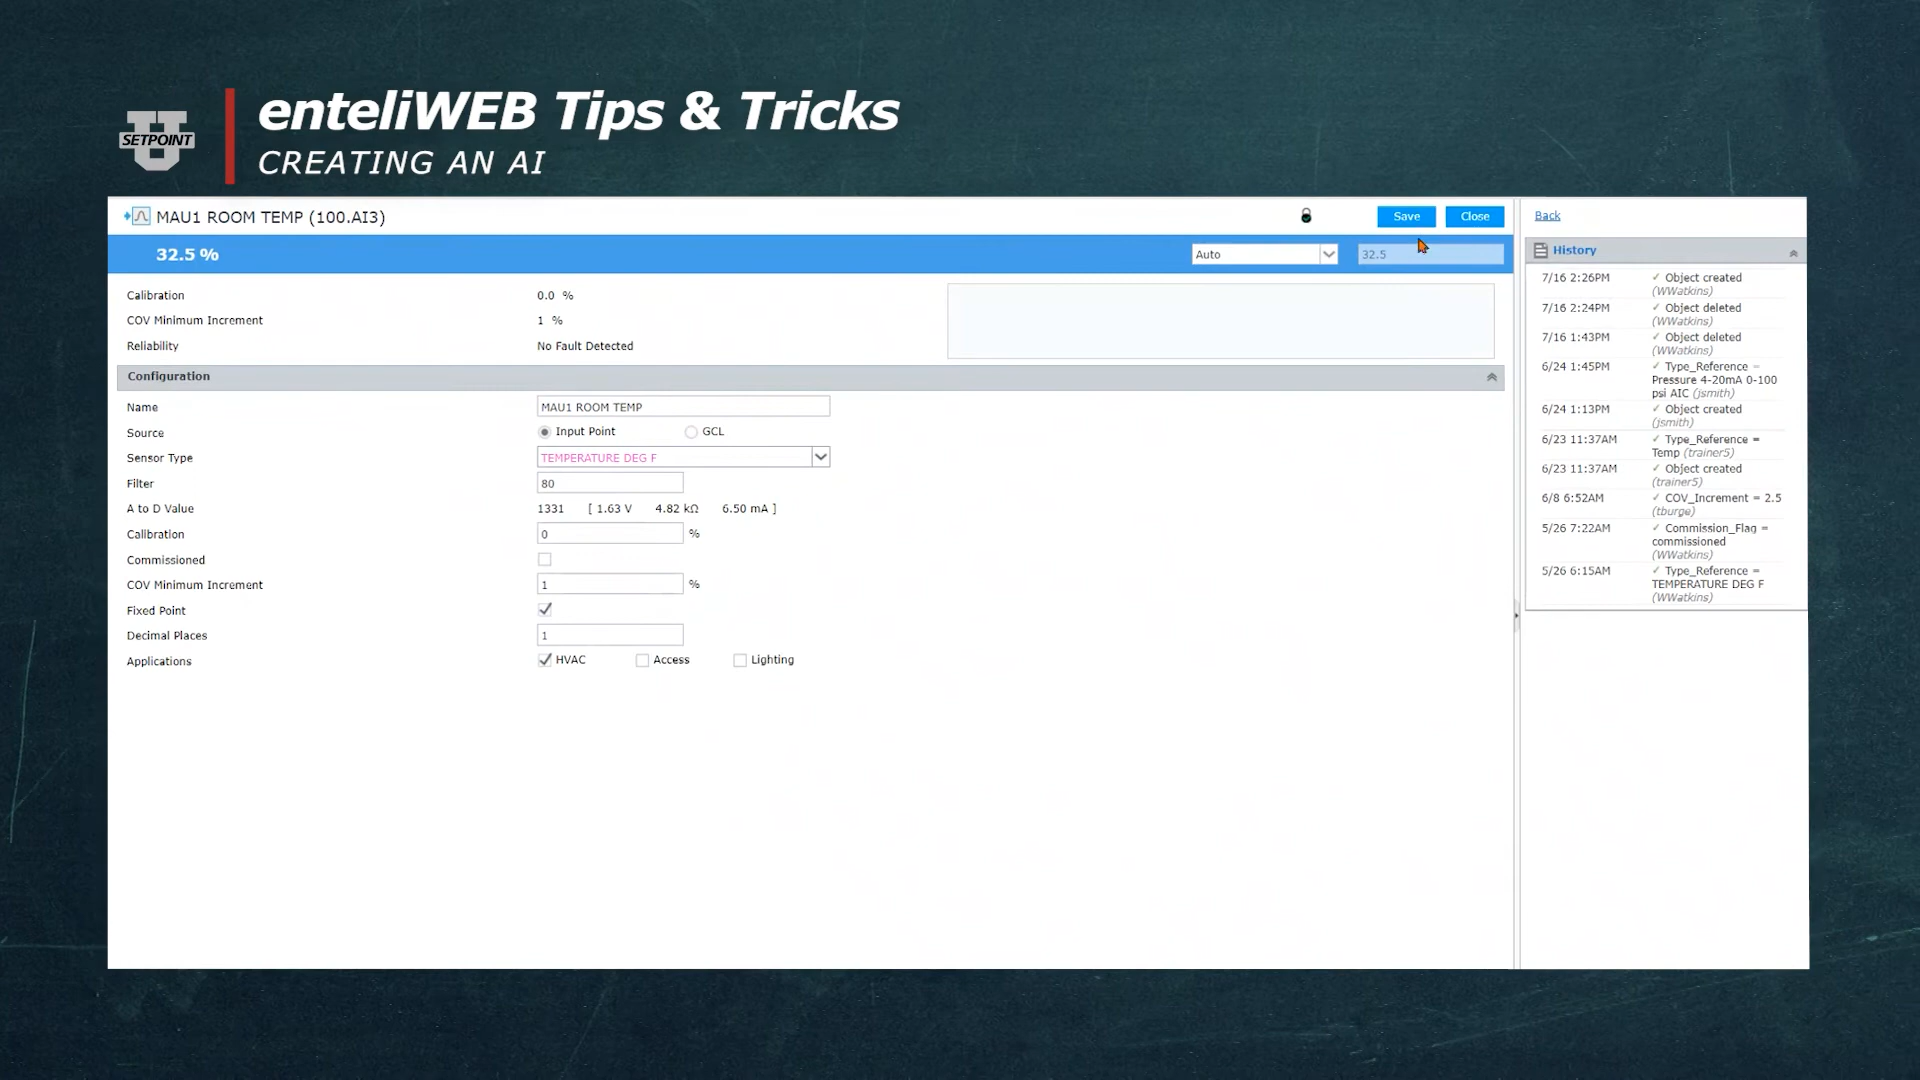 enteliWEB Tips & Tricks
SETPOINT
CREATING AN AI
MAU1 ROOM TEMP (100.AI3)
Save
Close
Back
32.5 %
Auto
32.5
History
Calibration
0.0 %
COV Minimum Increment
1 %
Reliability
No Fault Detected
Configuration
Name
MAU1 ROOM TEMP
Source
Input Point
GCL
Sensor Type
TEMPERATURE DEG F
Filter
80
A to D Value
1331 [ 1.63 V 4.82 kΩ 6.50 mA ]
Calibration
0
%
Commissioned
COV Minimum Increment
1
%
Fixed Point
Decimal Places
1
Applications
HVAC
Access
Lighting
7/16 2:26PM ✓ Object created
(WWatkins)
7/16 2:24PM ✓ Object deleted
(WWatkins)
7/16 1:43PM ✓ Object deleted
(WWatkins)
6/24 1:45PM ✓ Type_Reference =
Pressure 4-20mA 0-100
psi AIC (jsmith)
6/24 1:13PM ✓ Object created
(jsmith)
6/23 11:37AM ✓ Type_Reference =
Temp (trainer5)
6/23 11:37AM ✓ Object created
(trainer5)
6/8 6:52AM ✓ COV_Increment = 2.5
(tburge)
5/26 7:22AM ✓ Commission_Flag =
commissioned
(WWatkins)
5/26 6:15AM ✓ Type_Reference =
TEMPERATURE DEG F
(WWatkins)